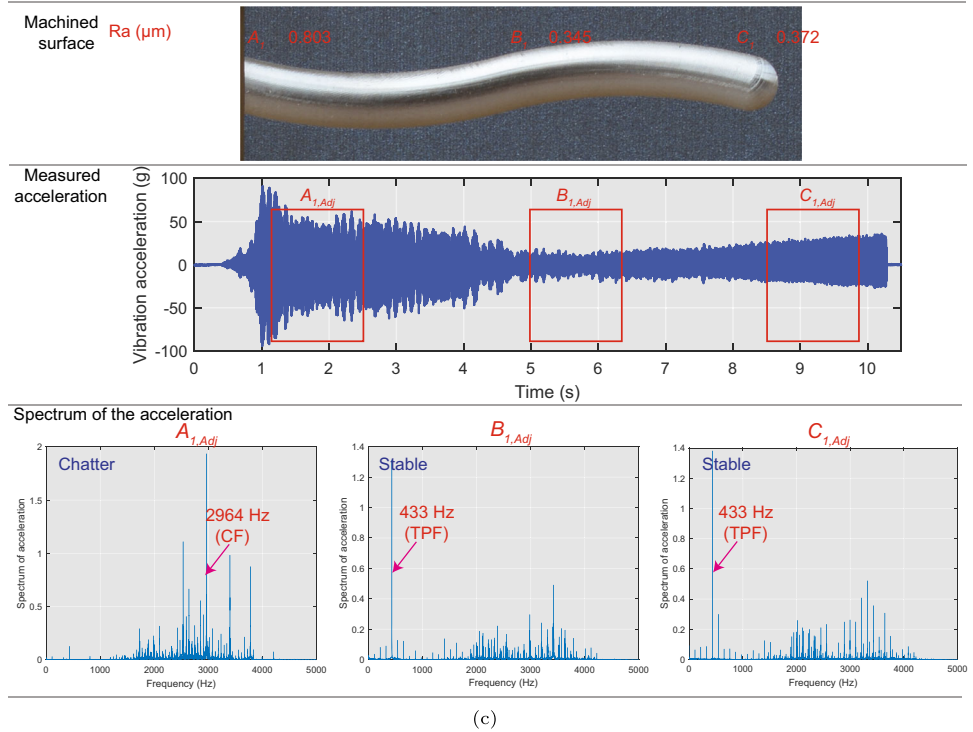 Machined surface
Ra (μm)
A₁ 0.803
B₁ 0.345
C₁ 0.372
Measured acceleration
Vibration acceleration (g)
100
50
0
-50
-100
A1,Adj
B1,Adj
C1,Adj
0 1 2 3 4 5 6 7 8 9 10
Time (s)
Spectrum of the acceleration
A1,Adj
Chatter
2964 Hz
(CF)
Spectrum of acceleration
2
1.5
1
0.5
0
0 1000 2000 3000 4000 5000
Frequency (Hz)
B1,Adj
Stable
433 Hz
(TPF)
Spectrum of acceleration
1.4
1.2
1
0.8
0.6
0.4
0.2
0
0 1000 2000 3000 4000 5000
Frequency (Hz)
C1,Adj
Stable
433 Hz
(TPF)
Spectrum of acceleration
1.4
1.2
1
0.8
0.6
0.4
0.2
0
0 1000 2000 3000 4000 5000
Frequency (Hz)
(c)